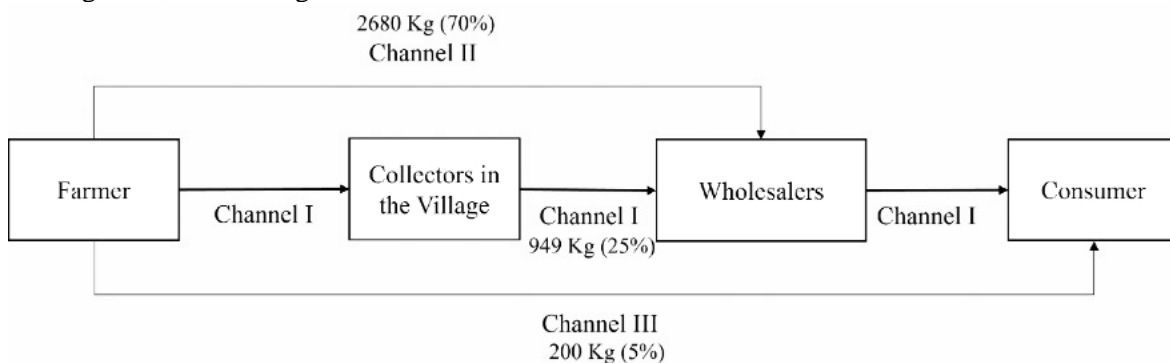 2680 Kg (70%)
Channel II
Farmer
Channel I
Collectors in
the Village
Channel I
949 Kg (25%)
Wholesalers
Channel I
Consumer
Channel III
200 Kg (5%)